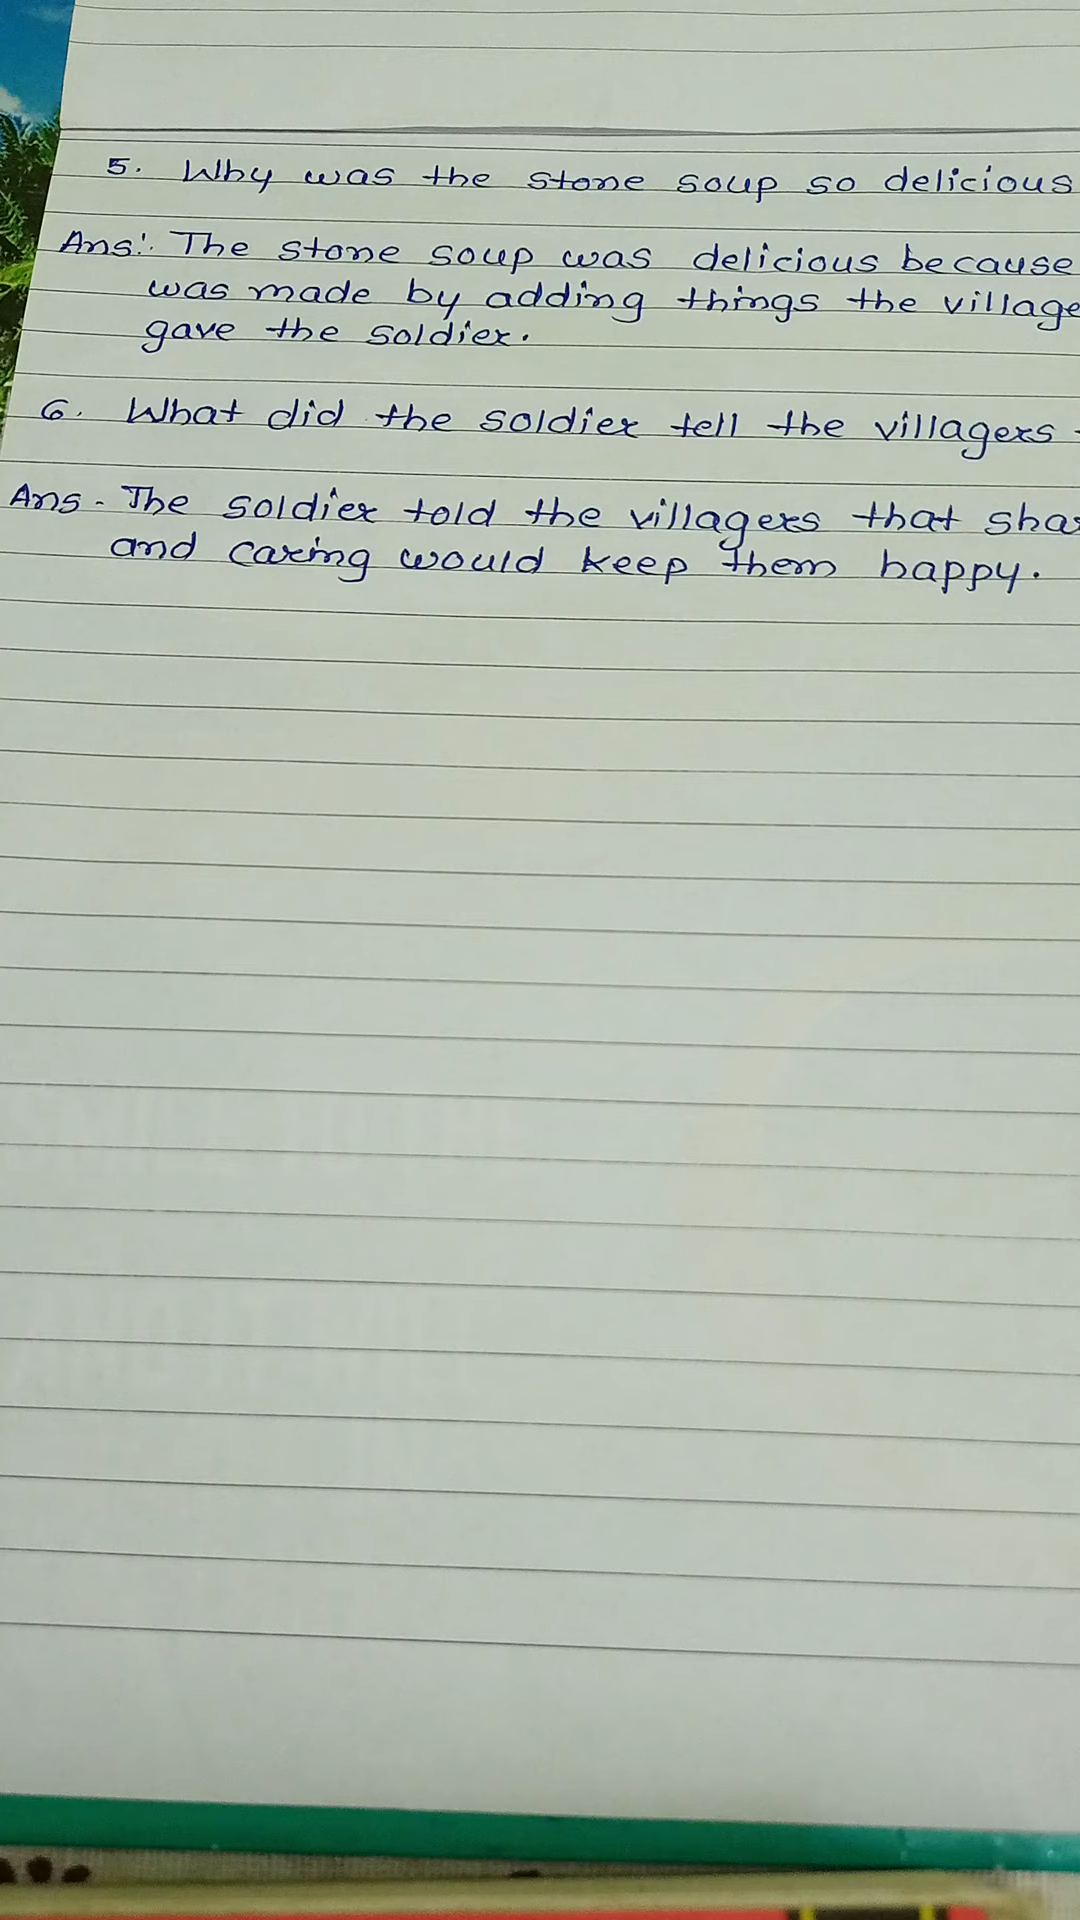 5. Why was the stone soup so delicious
Ans:. The stone soup was delicious because
was made by adding things the village
gave the soldier.
6. What did the soldier tell the villagers
Ans - The soldier told the villagers that shar
and caring would keep them happy.